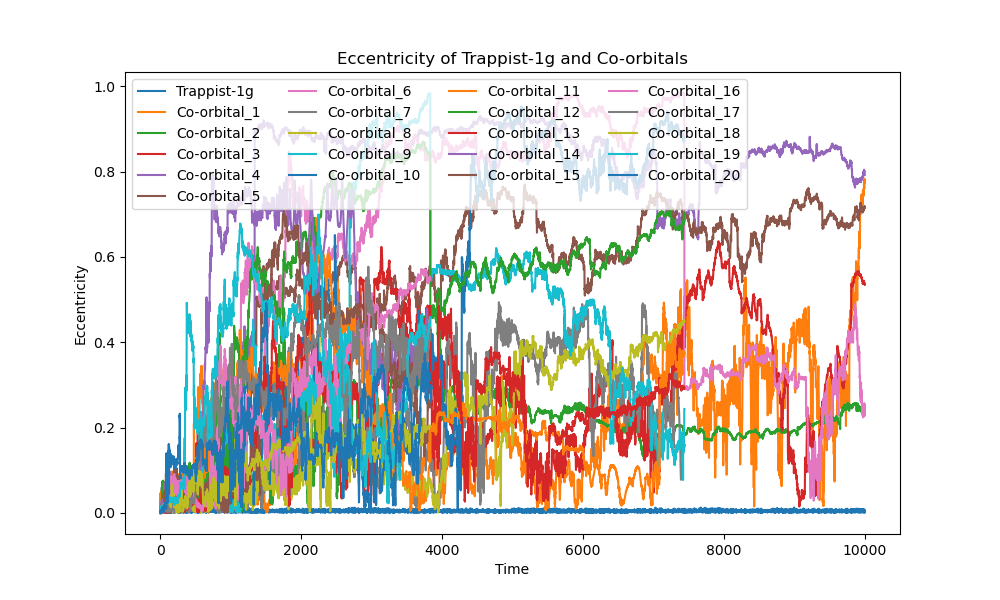 Eccentricity of Trappist-1g and Co-orbitals
1.0
0.8
0.6
0.4
0.2
0.0
Eccentricity
Trappist-1g
Co-orbital_1
Co-orbital_2
Co-orbital_3
Co-orbital_4
Co-orbital_5
Co-orbital_6
Co-orbital_7
Co-orbital_8
Co-orbital_9
Co-orbital_10
Co-orbital_11
Co-orbital_12
Co-orbital_13
Co-orbital_14
Co-orbital_15
Co-orbital_16
Co-orbital_17
Co-orbital_18
Co-orbital_19
Co-orbital_20
0
2000
4000
6000
8000
10000
Time